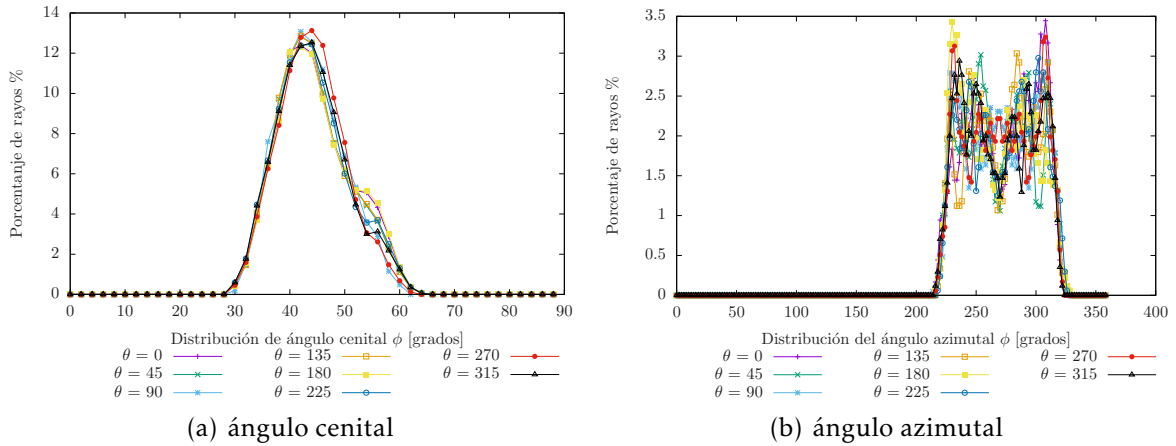 Porcentanje de rayos %
14
12
10
8
6
4
2
0
0 10 20 30 40 50 60 70 80 90
Distribución de ángulo cenital ϕ [grados]
θ = 0 θ = 135 θ = 270
θ = 45 θ = 180 θ = 315
θ = 90 θ = 225
(a) ángulo cenital
Porcentaje de rayos %
3.5
3
2.5
2
1.5
1
0.5
0
0 50 100 150 200 250 300 350 400
Distribución del ángulo azimutal ϕ [grados]
θ = 0 θ = 135 θ = 270
θ = 45 θ = 180 θ = 315
θ = 90 θ = 225
(b) ángulo azimutal